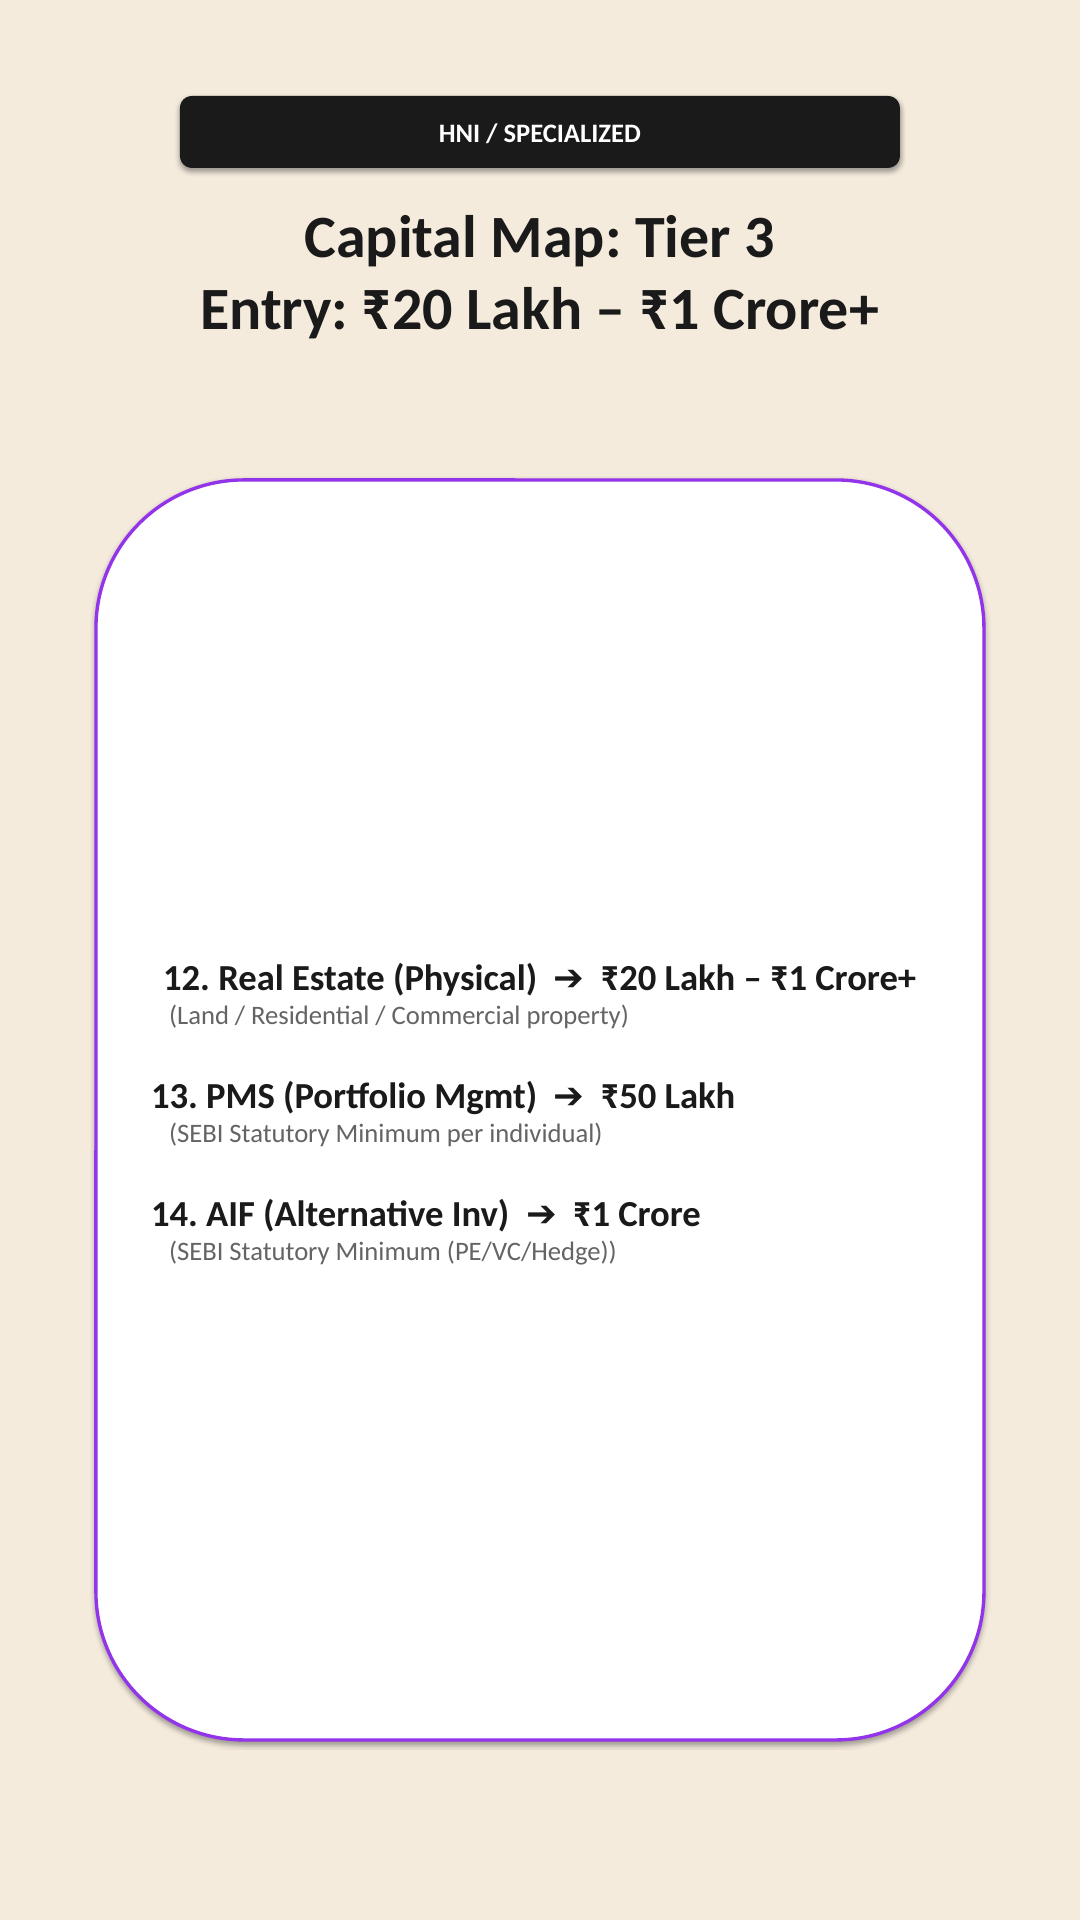 HNI / SPECIALIZED
Capital Map: Tier 3
Entry: ₹20 Lakh – ₹1 Crore+
12. Real Estate (Physical) ➔ ₹20 Lakh – ₹1 Crore+
(Land / Residential / Commercial property)
13. PMS (Portfolio Mgmt) ➔ ₹50 Lakh
(SEBI Statutory Minimum per individual)
14. AIF (Alternative Inv) ➔ ₹1 Crore
(SEBI Statutory Minimum (PE/VC/Hedge))